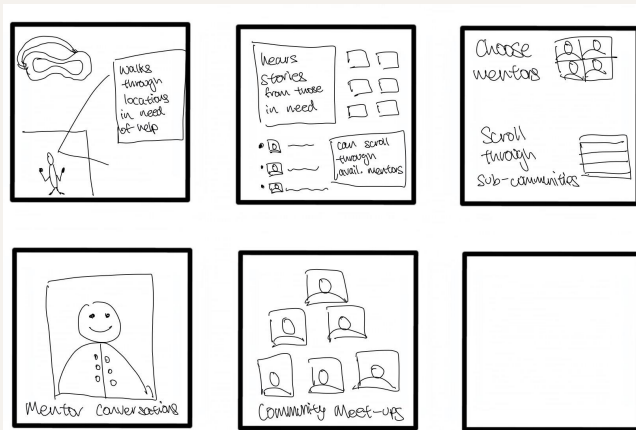 Walks
through
locations
in need
of help
hears
stories
from those
in need
can scroll
through
avail. mentors
Choose
mentors
Scroll
through
sub-communities
Mentor Conversations
Community Meet-ups